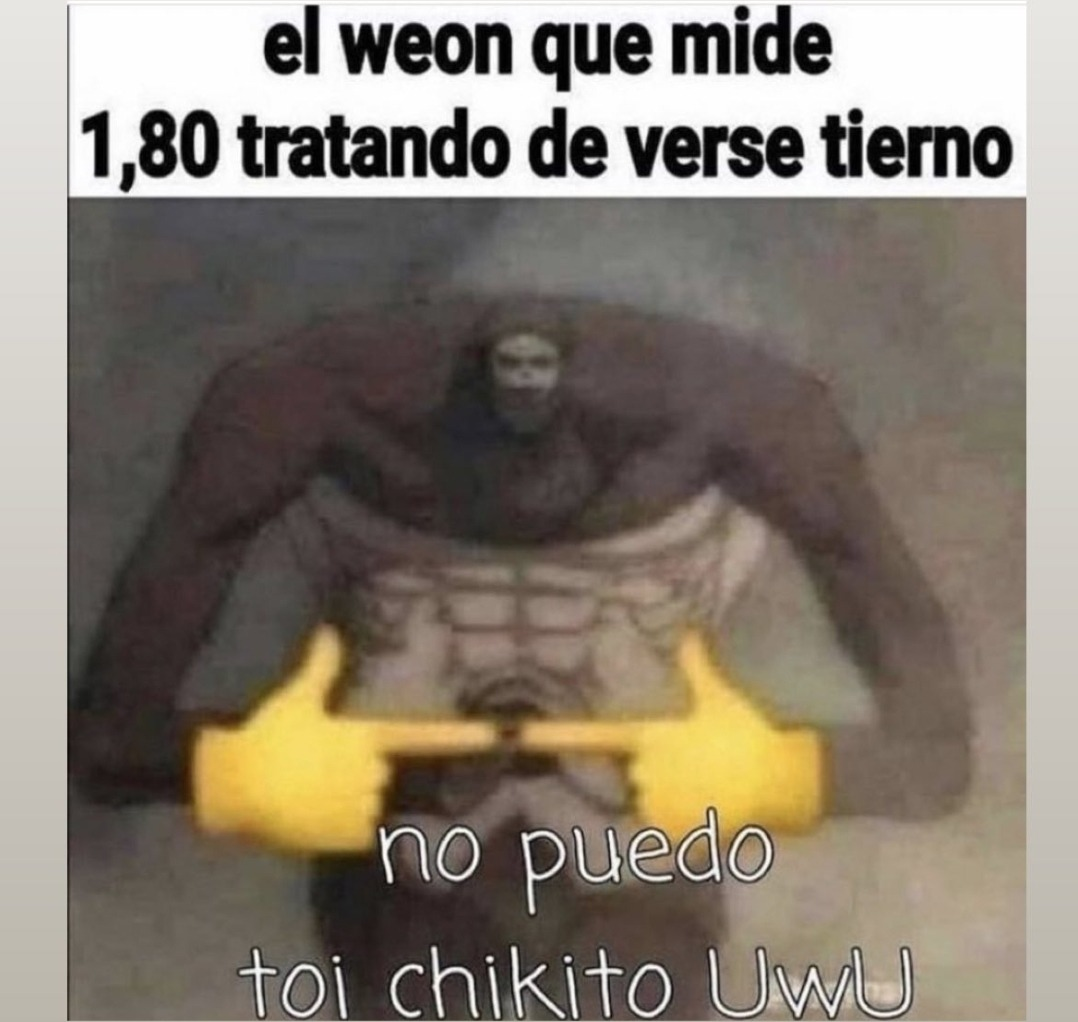 el weon que mide
1,80 tratando de verse tierno
no puedo
toi chikito UwU